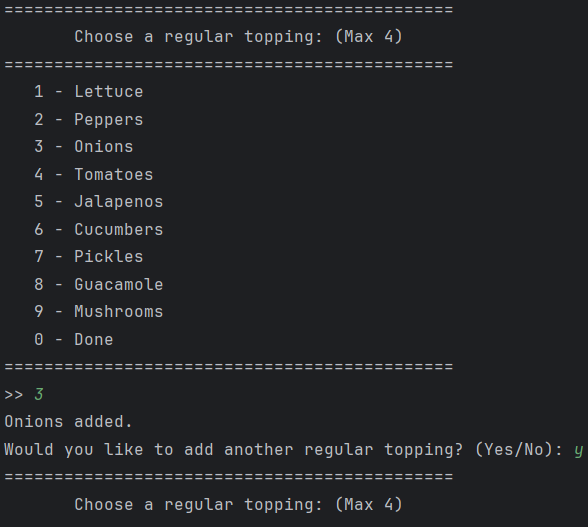 =============================================
Choose a regular topping: (Max 4)
=============================================
1 - Lettuce
2 - Peppers
3 - Onions
4 - Tomatoes
5 - Jalapenos
6 - Cucumbers
7 - Pickles
8 - Guacamole
9 - Mushrooms
0 - Done
=============================================
>> 3
Onions added.
Would you like to add another regular topping? (Yes/No): y
=============================================
Choose a regular topping: (Max 4)